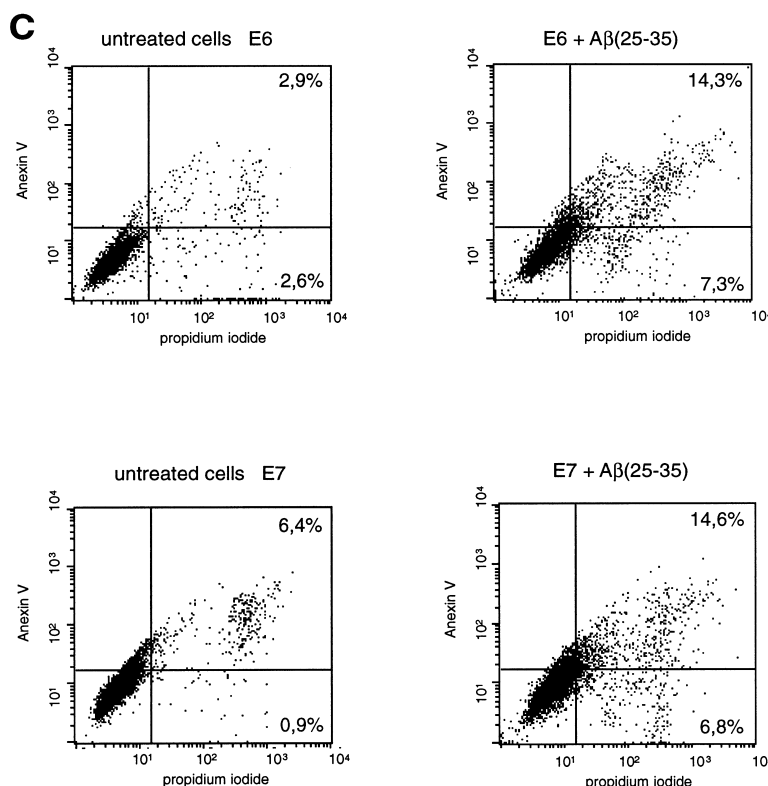 C
untreated cells E6
10⁴
10³
10²
10¹
Anexin V
2,9%
2,6%
10¹ 10² 10³ 10⁴
propidium iodide
E6 + Aβ(25-35)
10⁴
10³
10²
10¹
Anexin V
14,3%
7,3%
10¹ 10² 10³ 10
propidium iodide
untreated cells E7
10⁴
10³
10²
10¹
Anexin V
6,4%
0,9%
10¹ 10² 10³ 10⁴
propidium iodide
E7 + Aβ(25-35)
10⁴
10³
10²
10¹
Anexin V
14,6%
6,8%
10¹ 10² 10³ 10
propidium iodide